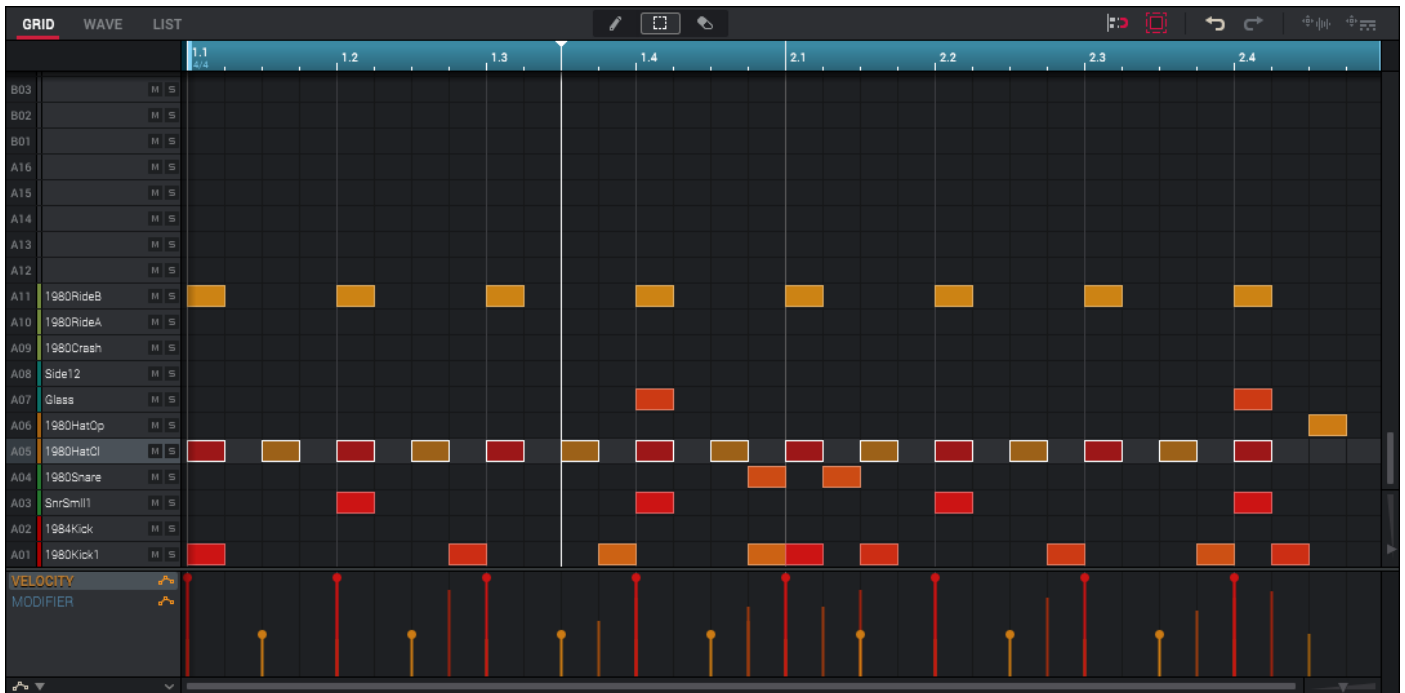 GRID WAVE LIST
1.1 1.2 1.3 1.4 2.1 2.2 2.3 2.4
4/4
B03 M S
B02 M S
B01 M S
A16 M S
A15 M S
A14 M S
A13 M S
A12 M S
A11 1980RideB M S
A10 1980RideA M S
A09 1980Crash M S
A08 Side12 M S
A07 Glass M S
A06 1980HatOp M S
A05 1980HatCl M S
A04 1980Snare M S
A03 SnrSmll1 M S
A02 1984Kick M S
A01 1980Kick1 M S
VELOCITY
MODIFIER